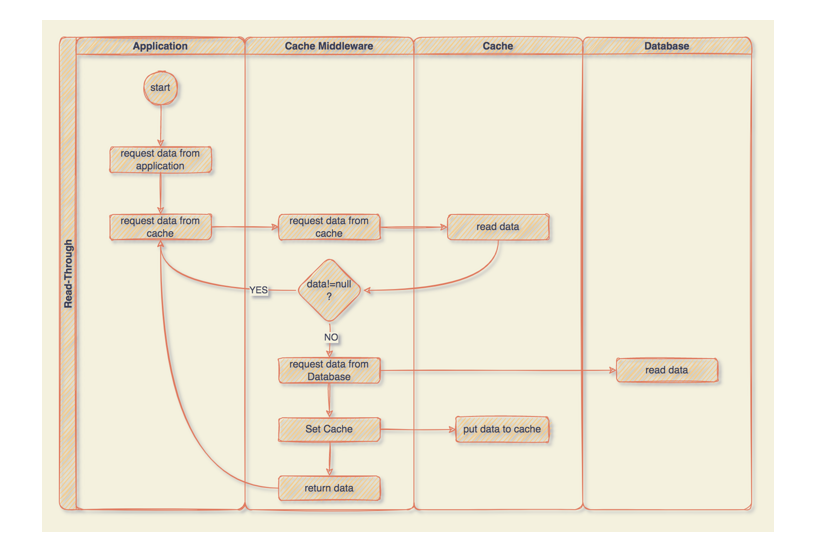 Application
Cache Middleware
Cache
Database
Read-Through
start
request data from
application
request data from
cache
request data from
cache
read data
data!=null
?
YES
NO
request data from
Database
read data
Set Cache
put data to cache
return data